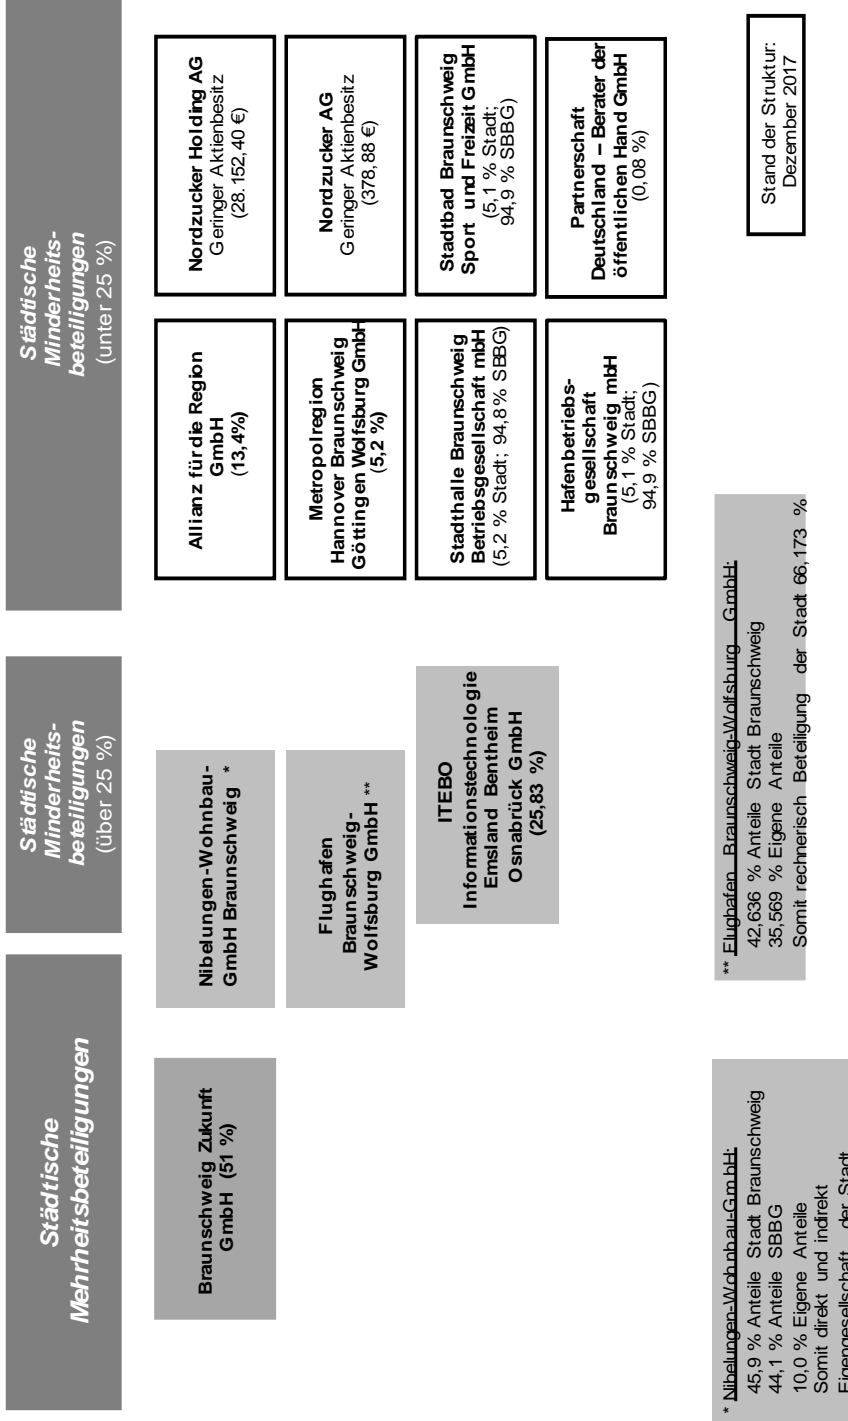 Städtische
Mehrheitsbeteiligungen
Städtische
Minderheits-
beteiligungen
(über 25 %)
Städtische
Minderheits-
beteiligungen
(unter 25 %)
Braunschweig Zukunft
GmbH (51 %)
Nibelungen-Wohnbau-
GmbH Braunschweig *
Flughafen
Braunschweig-
Wolfsburg GmbH **
ITEBO
Informationstechnologie
Emsland Bentheim
Osnabrück GmbH
(25,83 %)
Allianz für die Region
GmbH
(13,4%)
Nordzucker Holding AG
Geringer Aktienbesitz
(28.152,40 €)
Metropolregion
Hannover Braunschweig
Göttingen Wolfsburg GmbH
(5,2 %)
Nordzucker AG
Geringer Aktienbesitz
(378,88 €)
Stadthalle Braunschweig
Betriebsgesellschaft mbH
(5,2 % Stadt; 94,8% SBBG)
Stadtbad Braunschweig
Sport und Freizeit GmbH
(5,1 % Stadt;
94,9 % SBBG)
Hafenbetriebs-
gesellschaft
Braunschweig mbH
(5,1 % Stadt;
94,9 % SBBG)
Partnerschaft
Deutschland – Berater der
öffentlichen Hand GmbH
(0,08 %)
* Nibelungen-Wohnbau-GmbH:
45,9 % Anteile Stadt Braunschweig
44,1 % Anteile SBBG
10,0 % Eigene Anteile
Somit direkt und indirekt
Eigengesellschaft der Stadt
** Flughafen Braunschweig-Wolfsburg GmbH:
42,636 % Anteile Stadt Braunschweig
35,569 % Eigene Anteile
Somit rechnerisch Beteiligung der Stadt 66,173 %
Stand der Struktur:
Dezember 2017